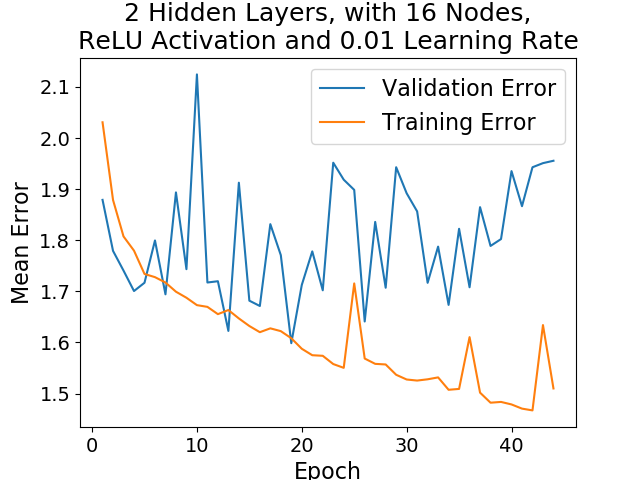 2 Hidden Layers, with 16 Nodes,
ReLU Activation and 0.01 Learning Rate
Validation Error
Training Error
Mean Error
2.1
2.0
1.9
1.8
1.7
1.6
1.5
0 10 20 30 40
Epoch